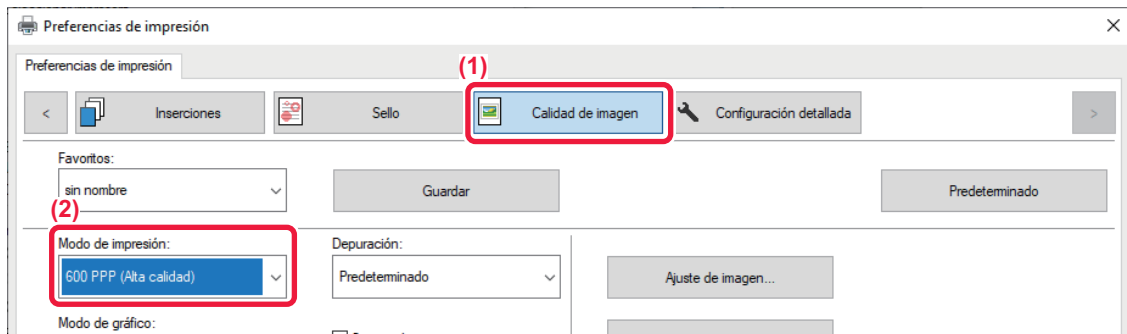 Preferencias de impresión
Preferencias de impresión
(1)
< Inserciones Sello Calidad de imagen Configuración detallada >
Favoritos:
sin nombre Guardar Predeterminado
(2)
Modo de impresión: Depuración:
600 PPP (Alta calidad) Predeterminado Ajuste de imagen...
Modo de gráfico: